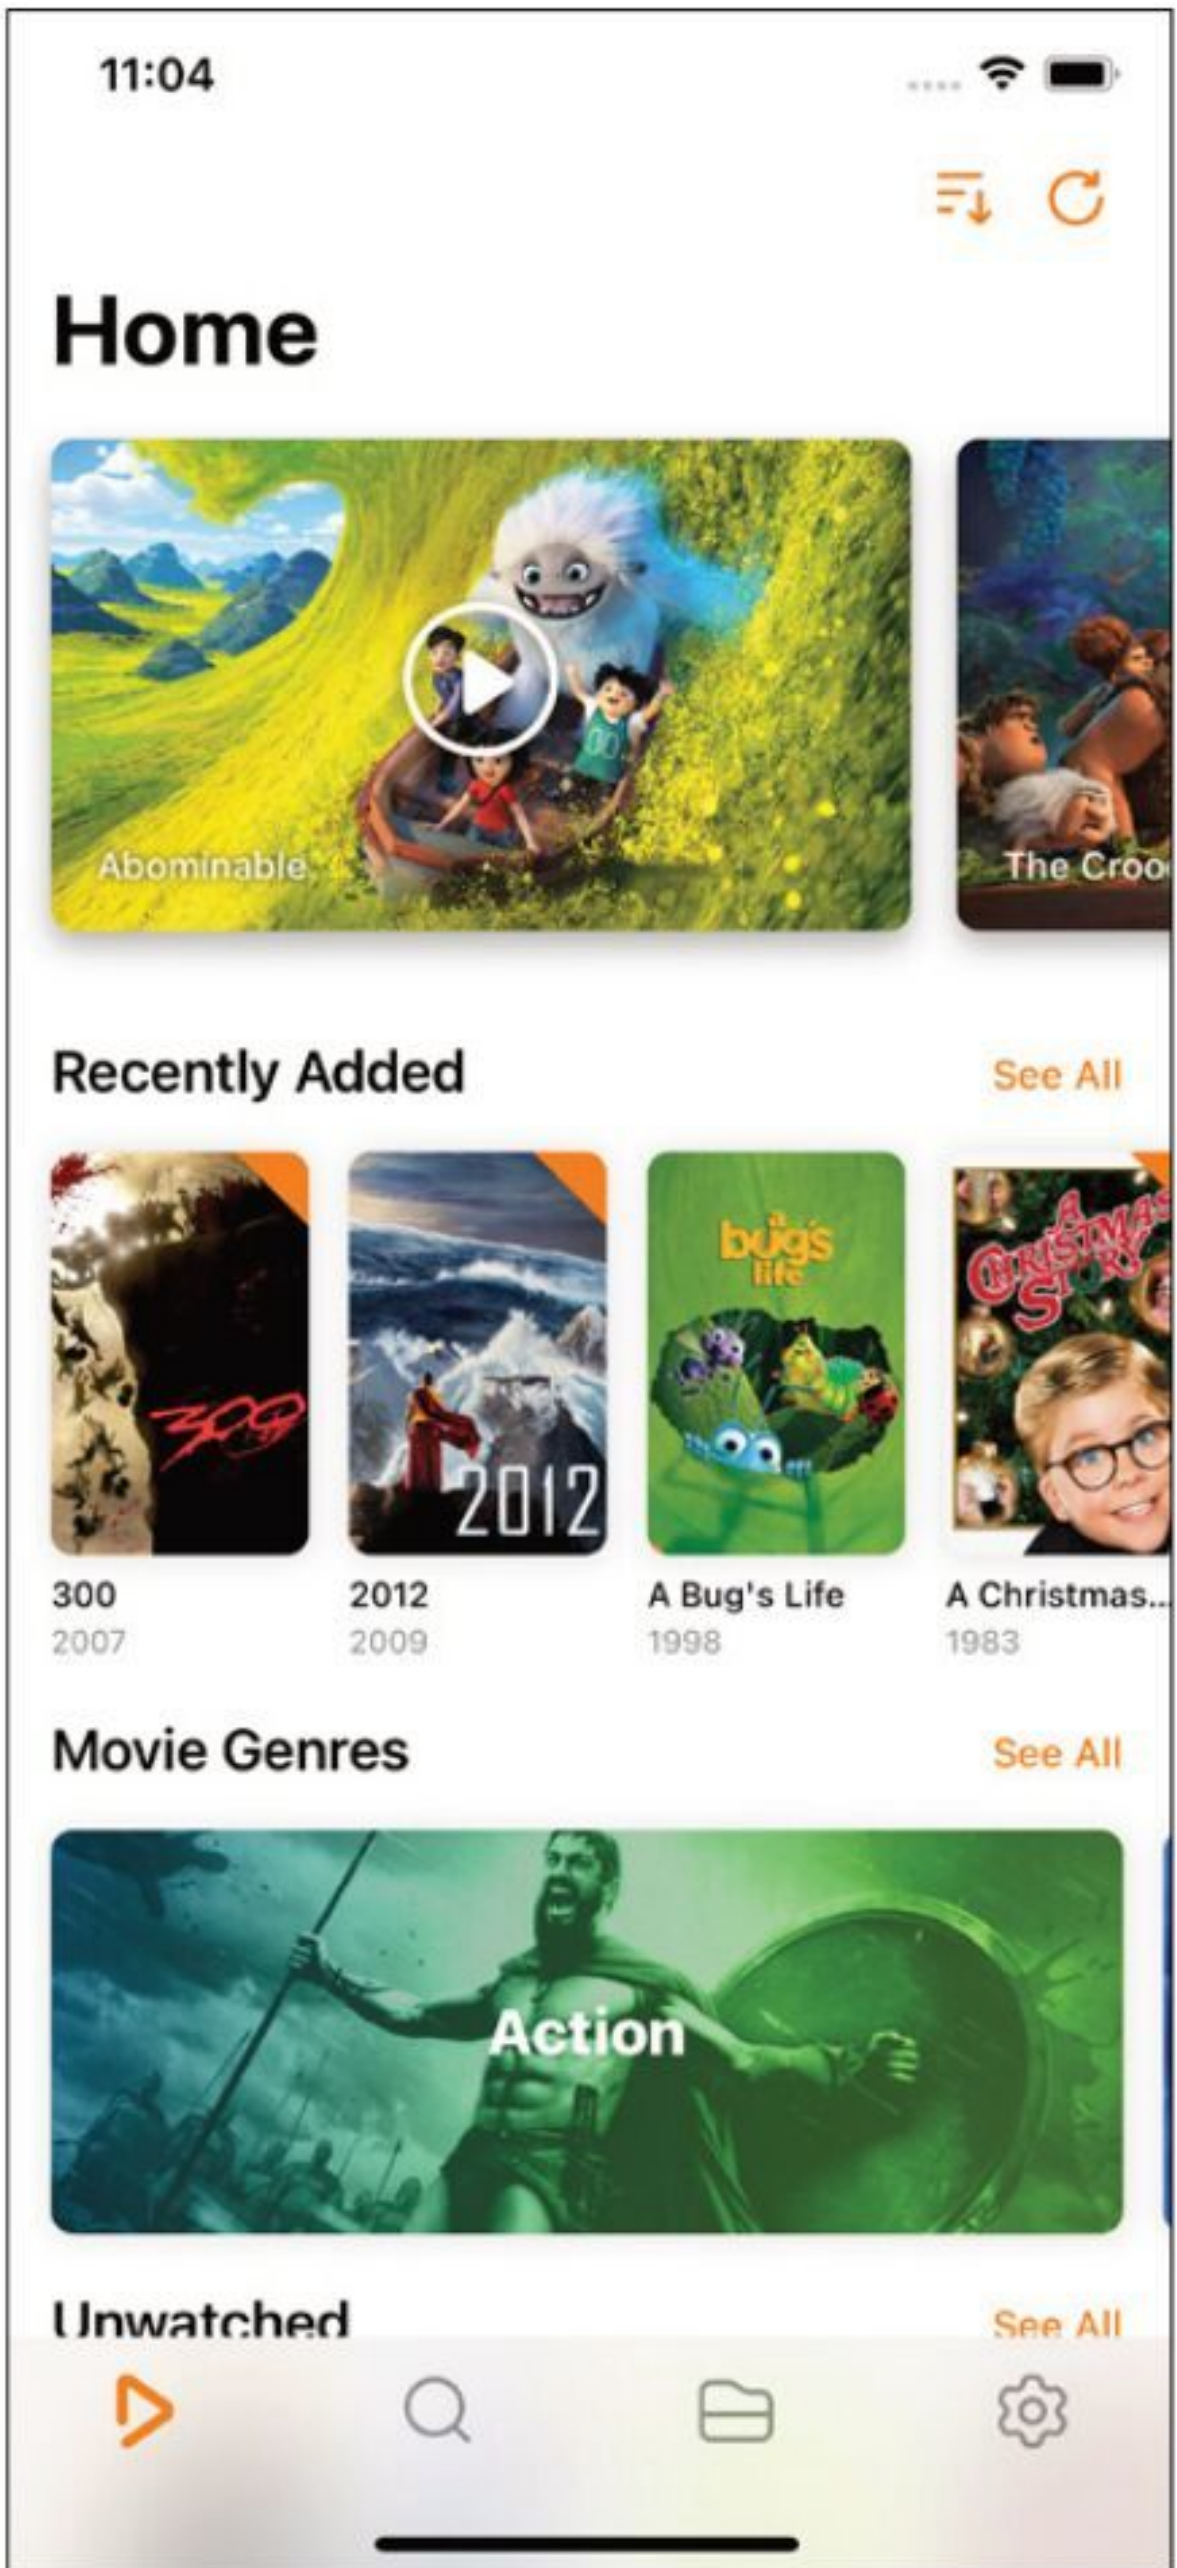 11:04
Home
Abominable
The Croo
Recently Added
See All
300
2012
a
bug's
life
A
CHRISTMAS
STORY
300
2012
A Bug's Life
A Christmas...
2007
2009
1998
1983
Movie Genres
See All
Action
Unwatched
See All